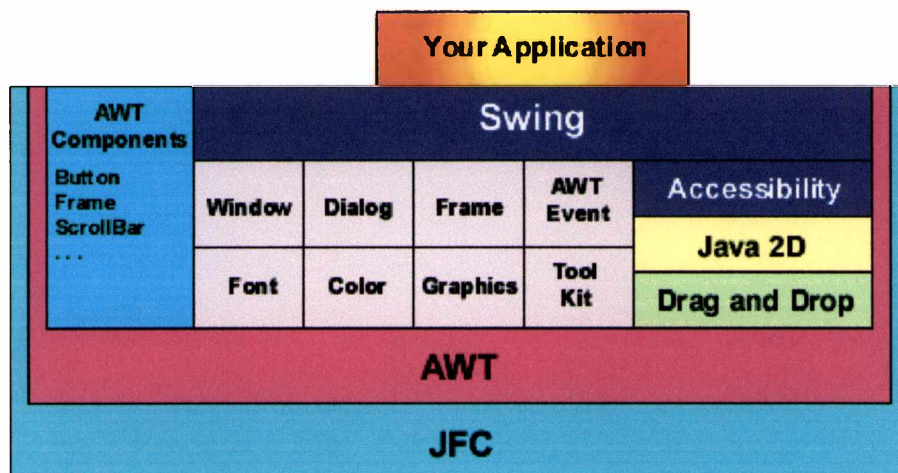 Your Application
AWT
Components
Button
Frame
ScrollBar
. . .
Swing
Window
Dialog
Frame
AWT
Event
Accessibility
Java 2D
Font
Color
Graphics
Tool
Kit
Drag and Drop
AWT
JFC